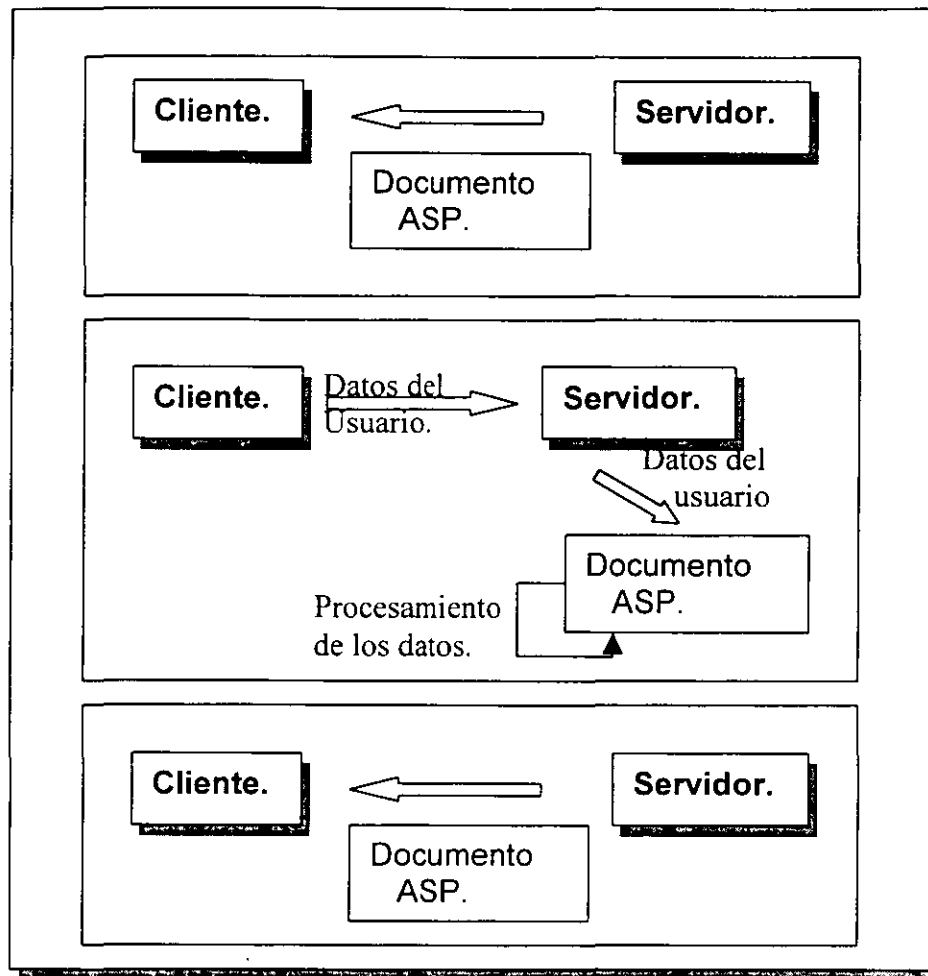 Cliente.
Servidor.
Documento
ASP.
Cliente.
Datos del
Usuario.
Servidor.
Datos del
usuario
Documento
ASP.
Procesamiento
de los datos.
Cliente.
Servidor.
Documento
ASP.